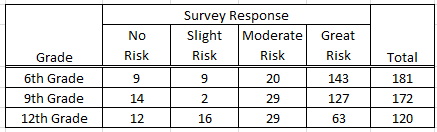 Survey Response
Grade No Risk Slight Risk Moderate Risk Great Risk Total
6th Grade 9 9 20 143 181
9th Grade 14 2 29 127 172
12th Grade 12 16 29 63 120